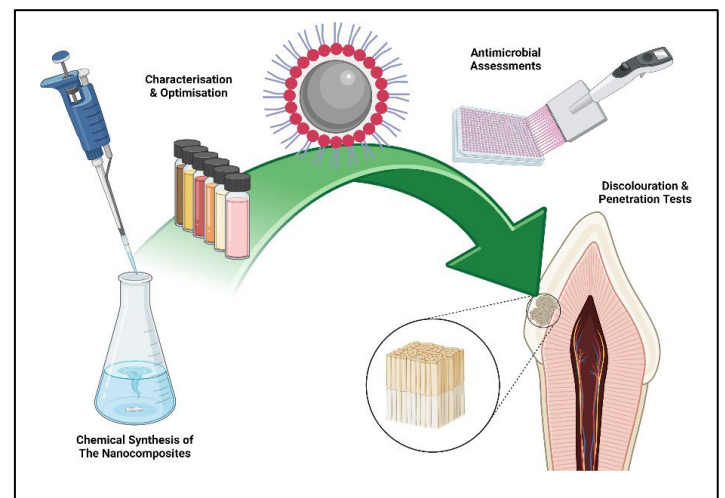 Characterisation
& Optimisation
Antimicrobial
Assessments
Discolouration &
Penetration Tests
Chemical Synthesis of
The Nanocomposites